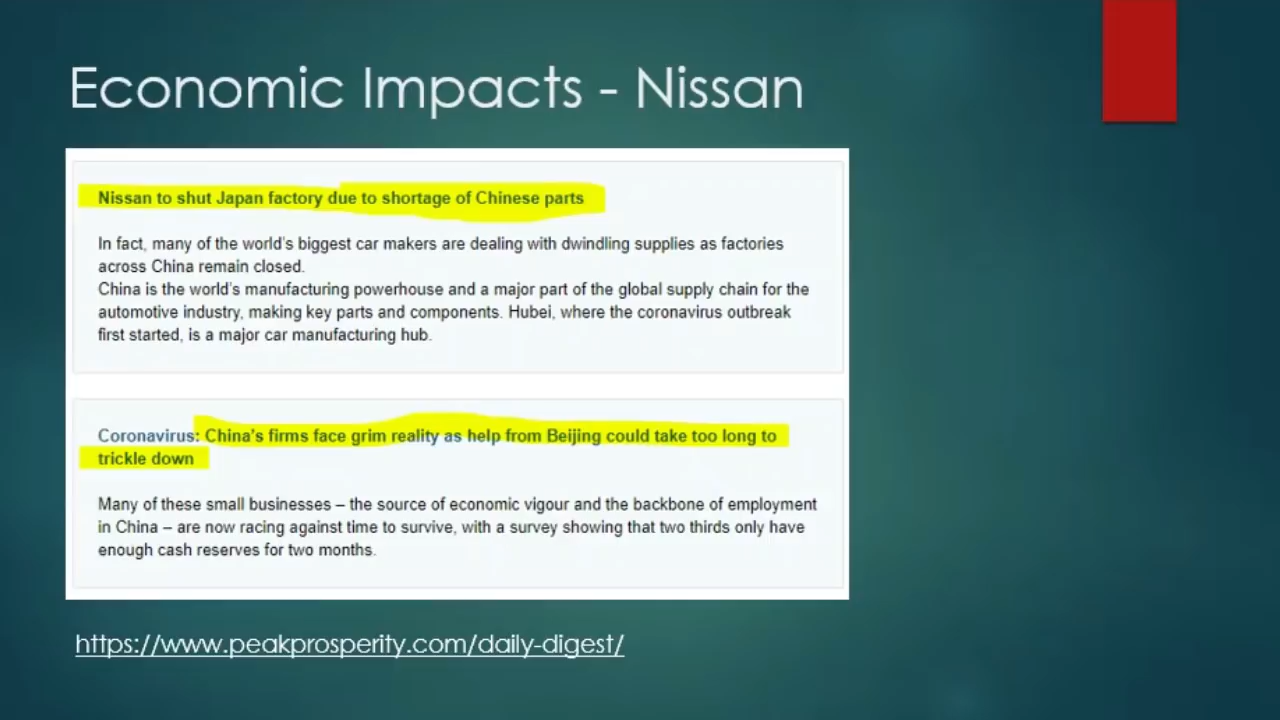 Economic Impacts - Nissan
Nissan to shut Japan factory due to shortage of Chinese parts
In fact, many of the world's biggest car makers are dealing with dwindling supplies as factories
across China remain closed.
China is the world's manufacturing powerhouse and a major part of the global supply chain for the
automotive industry, making key parts and components. Hubei, where the coronavirus outbreak
first started, is a major car manufacturing hub.
Coronavirus: China's firms face grim reality as help from Beijing could take too long to
trickle down
Many of these small businesses – the source of economic vigour and the backbone of employment
in China – are now racing against time to survive, with a survey showing that two thirds only have
enough cash reserves for two months.
https://www.peakprosperity.com/daily-digest/